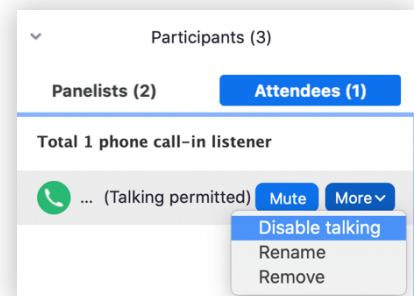 Participants (3)
Panelists (2) Attendees (1)
Total 1 phone call-in listener
... (Talking permitted) Mute More
Disable talking
Rename
Remove